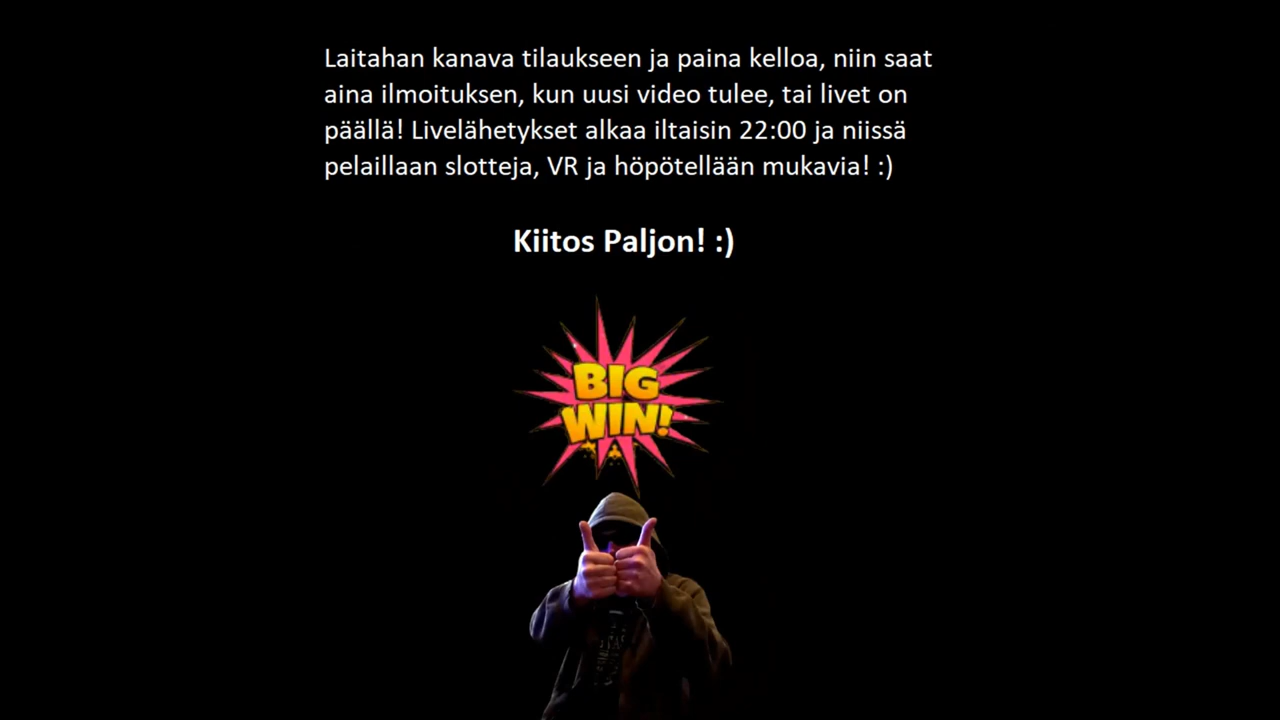 Laitahan kanava tilaukseen ja paina kelloa, niin saat
aina ilmoituksen, kun uusi video tulee, tai livet on
päällä! Livelähetykset alkaa iltaisin 22:00 ja niissä
pelaillaan slotteja, VR ja höpötellään mukavia! :)
Kiitos Paljon! :)
BIG
WIN!